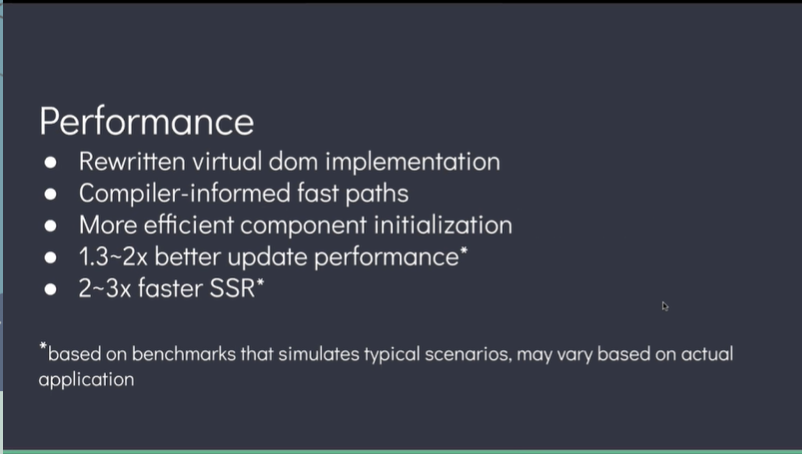 Performance
● Rewritten virtual dom implementation
● Compiler-informed fast paths
● More efficient component initialization
● 1.3~2x better update performance*
● 2~3x faster SSR*
*based on benchmarks that simulates typical scenarios, may vary based on actual
application